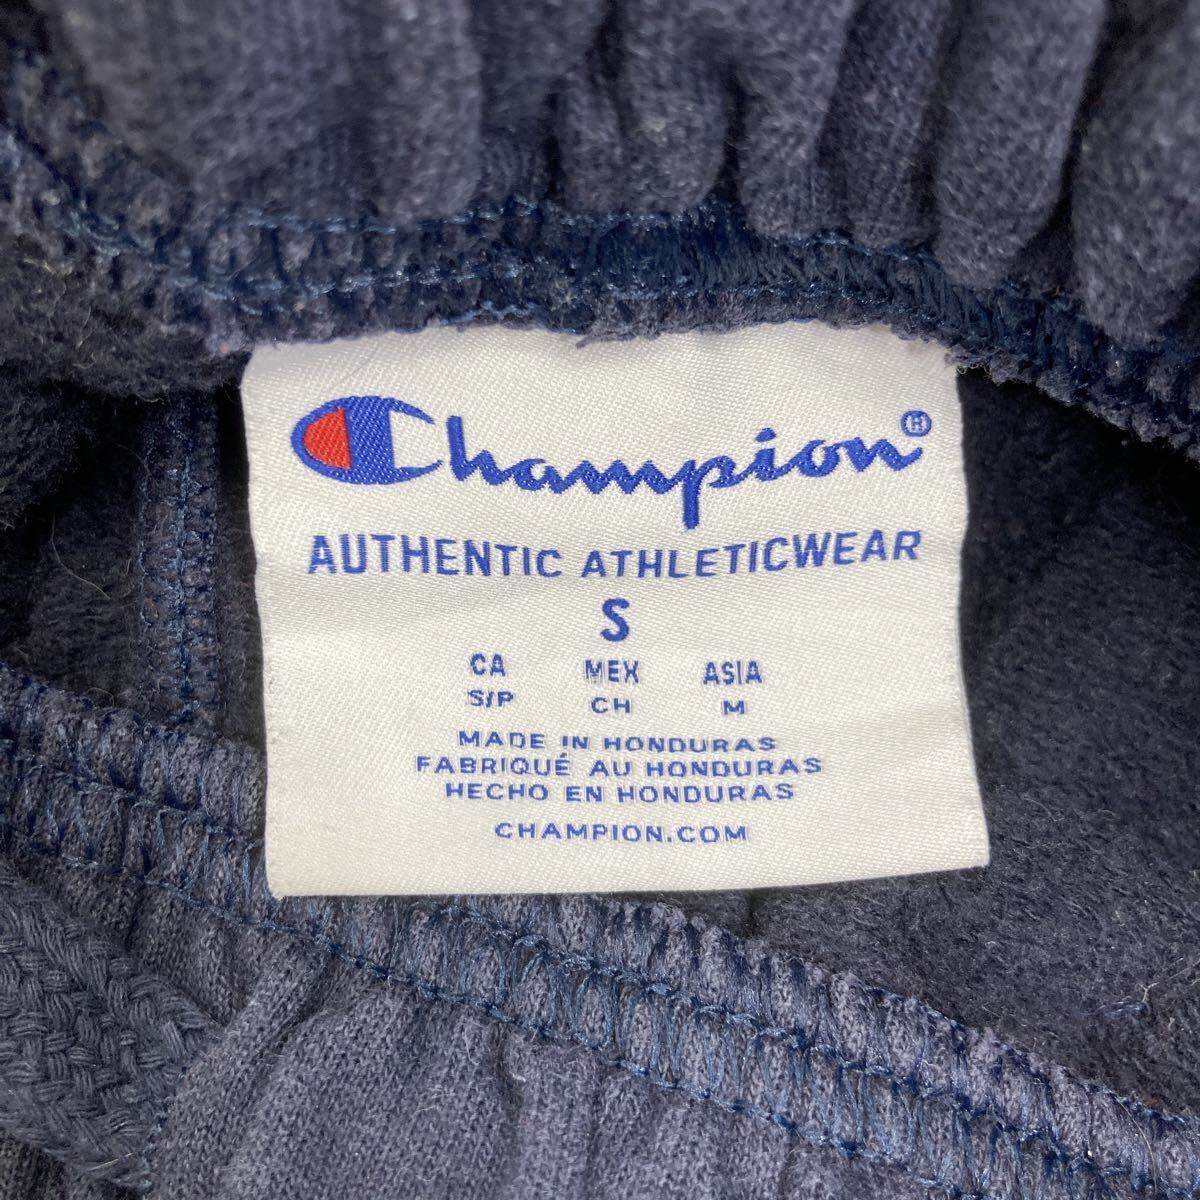 Champion®
AUTHENTIC ATHLETICWEAR
S
CA MEX ASIA
S/P CH M
MADE IN HONDURAS
FABRIQUÉ AU HONDURAS
HECHO EN HONDURAS
CHAMPION.COM